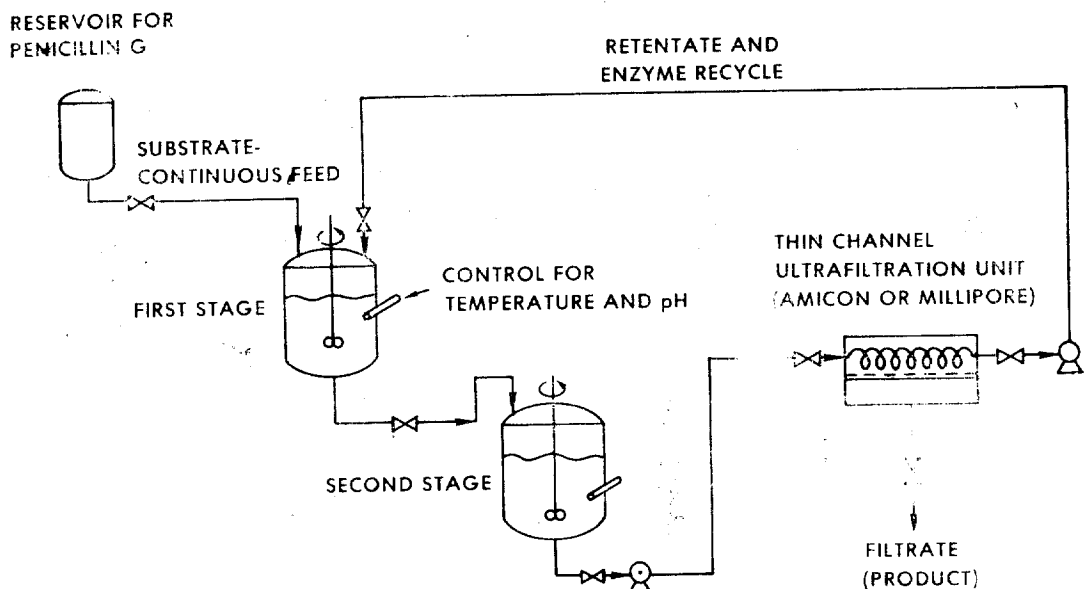 RESERVOIR FOR
PENICILLIN G
RETENTATE AND
ENZYME RECYCLE
SUBSTRATE-
CONTINUOUS FEED
THIN CHANNEL
ULTRAFILTRATION UNIT
(AMICON OR MILLIPORE)
CONTROL FOR
TEMPERATURE AND pH
FIRST STAGE
SECOND STAGE
FILTRATE
(PRODUCT)